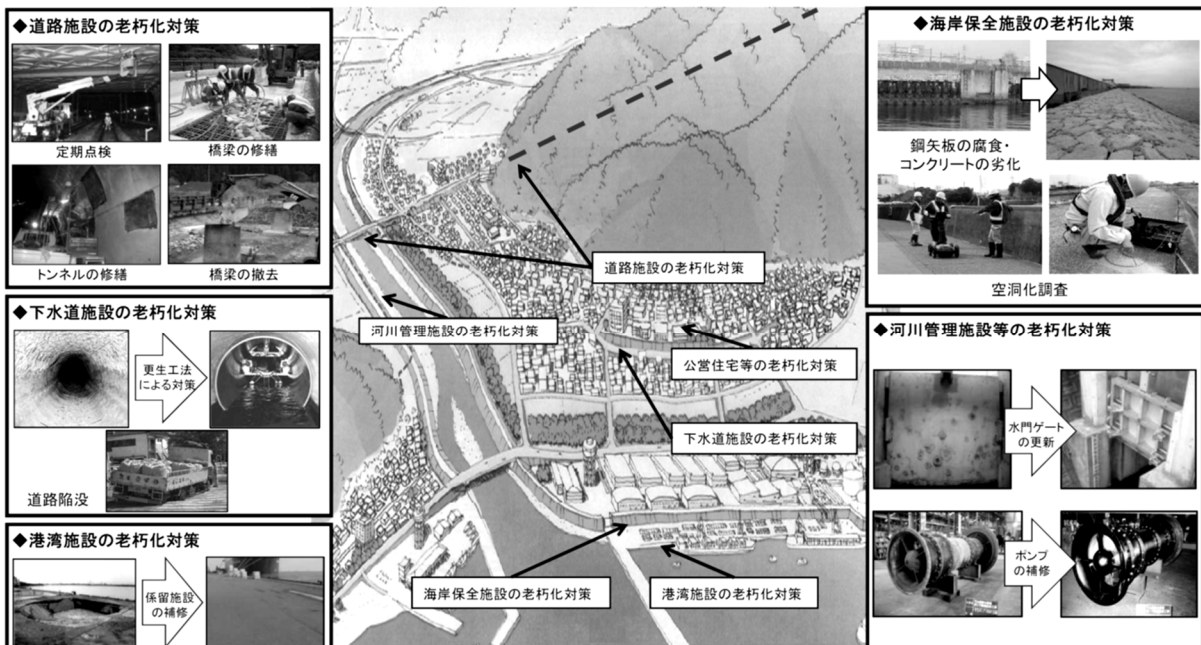 ◆道路施設の老朽化対策
定期点検
橋梁の修繕
トンネルの修繕
橋梁の撤去
◆下水道施設の老朽化対策
更生工法
による対策
道路陥没
◆港湾施設の老朽化対策
係留施設
の補修
道路施設の老朽化対策
河川管理施設の老朽化対策
公営住宅等の老朽化対策
下水道施設の老朽化対策
海岸保全施設の老朽化対策
港湾施設の老朽化対策
◆海岸保全施設の老朽化対策
鋼矢板の腐食・
コンクリートの劣化
空洞化調査
◆河川管理施設等の老朽化対策
水門ゲート
の更新
ポンプ
の補修